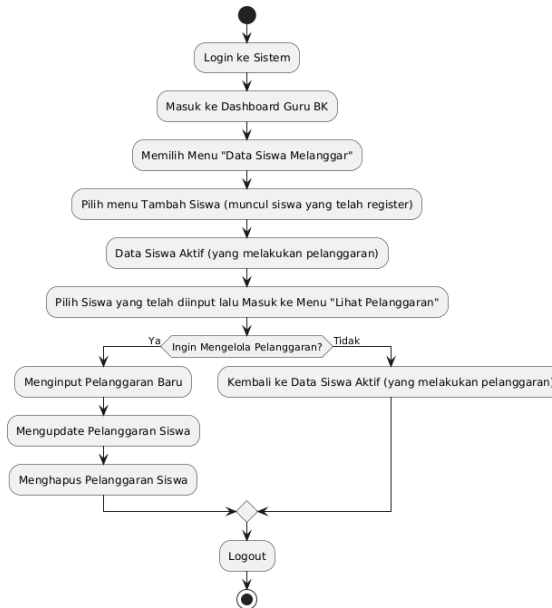 Login ke Sistem
Masuk ke Dashboard Guru BK
Memilih Menu "Data Siswa Melanggar"
Pilih menu Tambah Siswa (muncul siswa yang telah register)
Data Siswa Aktif (yang melakukan pelanggaran)
Pilih Siswa yang telah diinput lalu Masuk ke Menu "Lihat Pelanggaran"
Ya
Ingin Mengelola Pelanggaran?
Tidak
Menginput Pelanggaran Baru
Kembali ke Data Siswa Aktif (yang melakukan pelanggaran)
Mengupdate Pelanggaran Siswa
Menghapus Pelanggaran Siswa
Logout